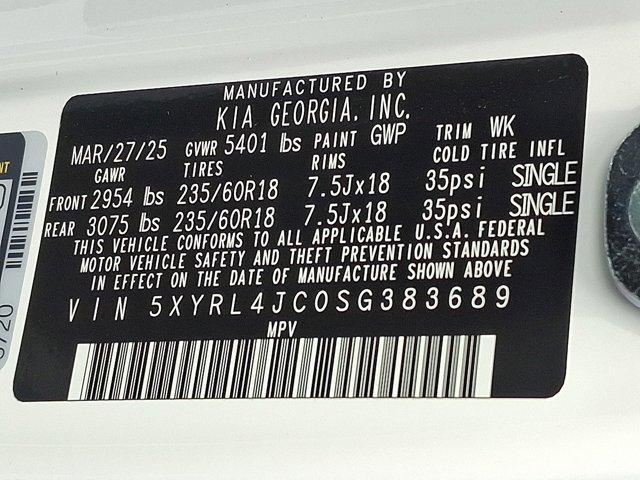 MANUFACTURED BY
KIA GEORGIA, INC.
MAR/27/25 GVWR 5401 lbs PAINT GWP TRIM WK
GAWR TIRES RIMS COLD TIRE INFL
FRONT 2954 lbs 235/60R18 7.5Jx18 35psi SINGLE
REAR 3075 lbs 235/60R18 7.5Jx18 35psi SINGLE
THIS VEHICLE CONFORMS TO ALL APPLICABLE U.S.A. FEDERAL
MOTOR VEHICLE SAFETY AND THEFT PREVENTION STANDARDS
IN EFFECT ON THE DATE OF MANUFACTURE SHOWN ABOVE
VIN 5XYRL4JC0SG383689
MPV